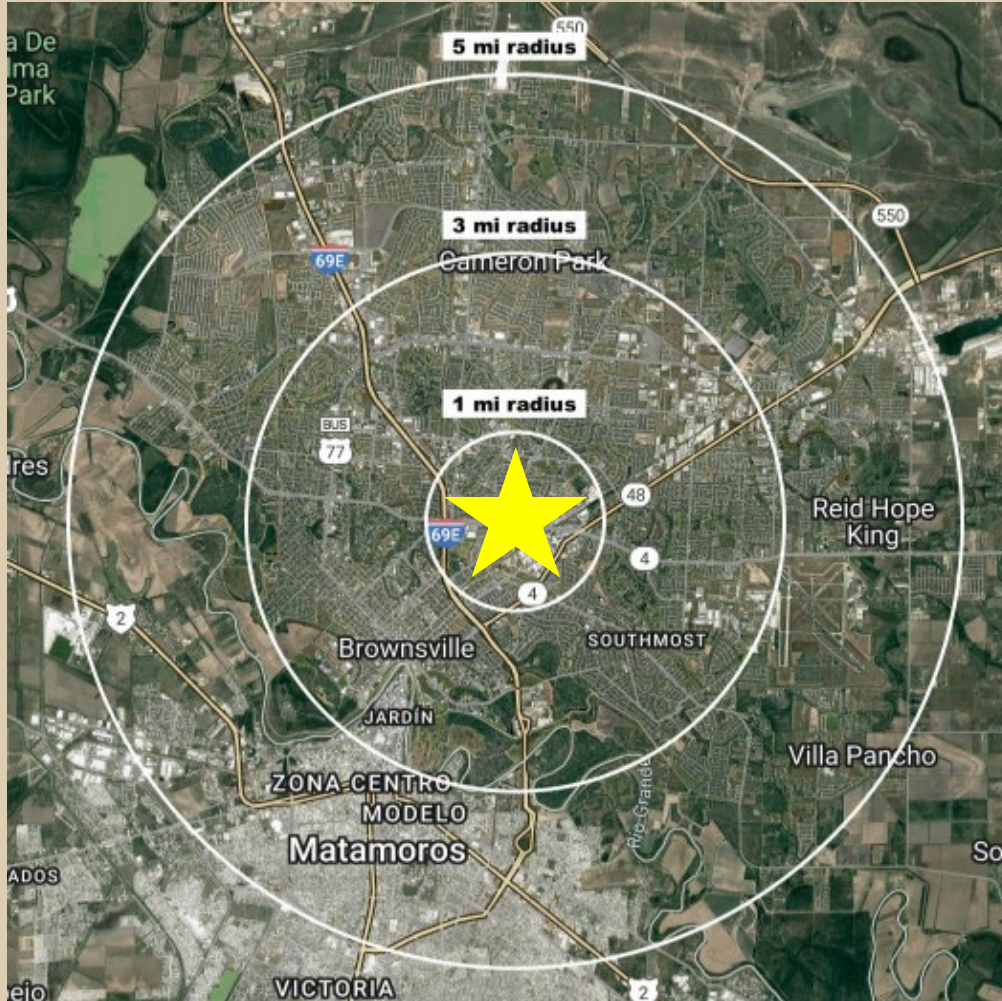 550
5 mi radius
a De
lma
Park
550
3 mi radius
Cameron Park
69E
1 mi radius
BUS
77
48
Reid Hope
King
69E
4
4
2
SOUTHMOST
Brownsville
JARDÍN
Villa Pancho
ZONA CENTRO
MODELO
Rio Grande
Matamoros
So
ADOS
VICTORIA
2
ejo